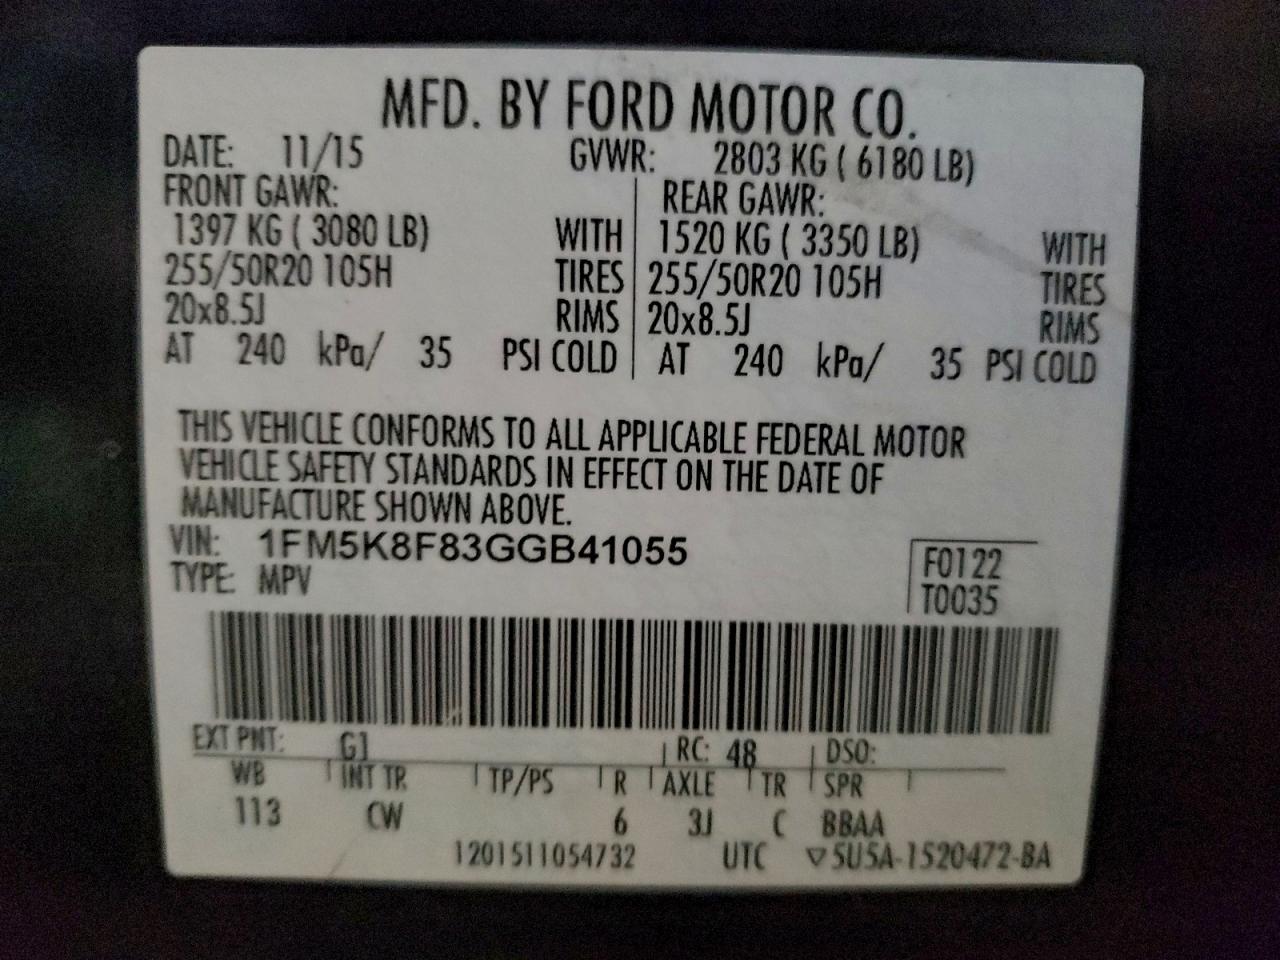 MFD. BY FORD MOTOR CO.
DATE: 11/15 GVWR: 2803 KG ( 6180 LB)
FRONT GAWR: REAR GAWR:
1397 KG ( 3080 LB) WITH 1520 KG ( 3350 LB) WITH
255/50R20 105H TIRES 255/50R20 105H TIRES
20x8.5J RIMS 20x8.5J RIMS
AT 240 kPa/ 35 PSI COLD AT 240 kPa/ 35 PSI COLD
THIS VEHICLE CONFORMS TO ALL APPLICABLE FEDERAL MOTOR
VEHICLE SAFETY STANDARDS IN EFFECT ON THE DATE OF
MANUFACTURE SHOWN ABOVE.
VIN: 1FM5K8F83GGB41055
TYPE: MPV
F0122
T0035
EXT PNT: G1 RC: 48 DSO:
WB INT TR TP/PS R AXLE TR SPR
113 CW 6 3J C BBAA
1201511054732 UTC ▽5U5A-1520472-BA